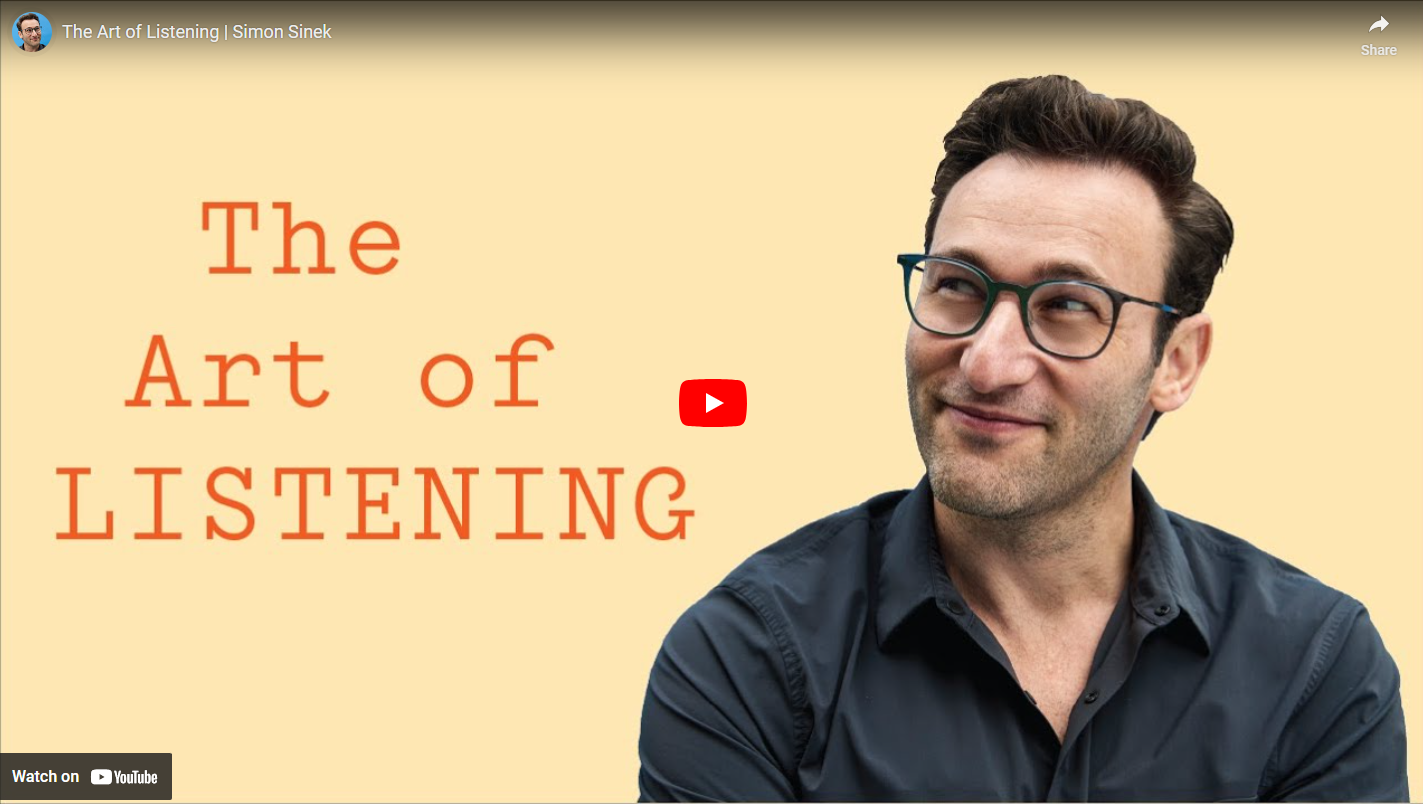 The Art of Listening | Simon Sinek
Share
The
Art of
LISTENING
Watch on YouTube